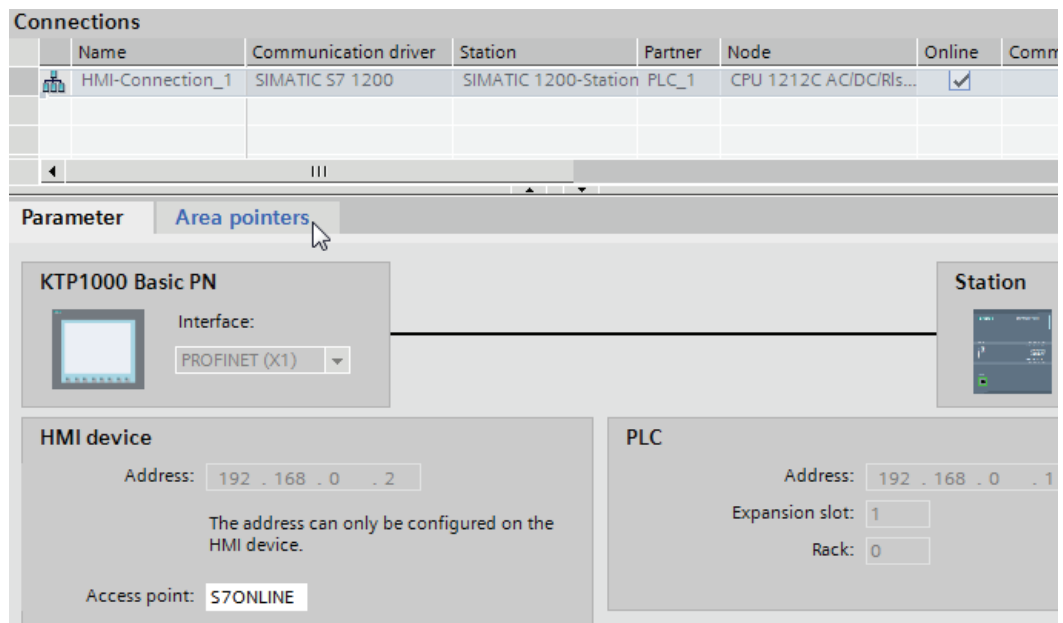 Connections
Name Communication driver Station Partner Node Online Comm
HMI-Connection_1 SIMATIC S7 1200 SIMATIC 1200-Station PLC_1 CPU 1212C AC/DC/Rls...
Parameter Area pointers
KTP1000 Basic PN
Interface:
PROFINET (X1)
Station
HMI device
Address: 192 . 168 . 0 . 2
The address can only be configured on the
HMI device.
Access point: S7ONLINE
PLC
Address: 192 . 168 . 0 . 1
Expansion slot: 1
Rack: 0